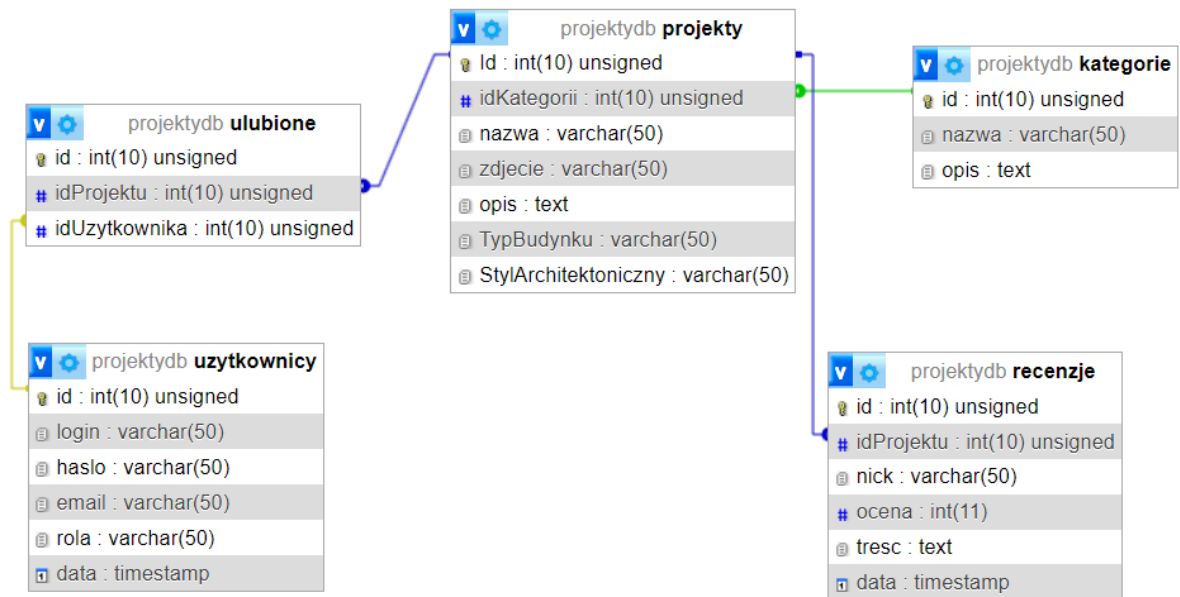 projektydb projekty
Id : int(10) unsigned
idKategorii : int(10) unsigned
nazwa : varchar(50)
zdjecie : varchar(50)
opis : text
TypBudynku : varchar(50)
StylArchitektoniczny : varchar(50)
projektydb kategorie
id : int(10) unsigned
nazwa : varchar(50)
opis : text
projektydb ulubione
id : int(10) unsigned
idProjektu : int(10) unsigned
idUzytkownika : int(10) unsigned
projektydb uzytkownicy
id : int(10) unsigned
login : varchar(50)
haslo : varchar(50)
email : varchar(50)
rola : varchar(50)
data : timestamp
projektydb recenzje
id : int(10) unsigned
idProjektu : int(10) unsigned
nick : varchar(50)
ocena : int(11)
tresc : text
data : timestamp